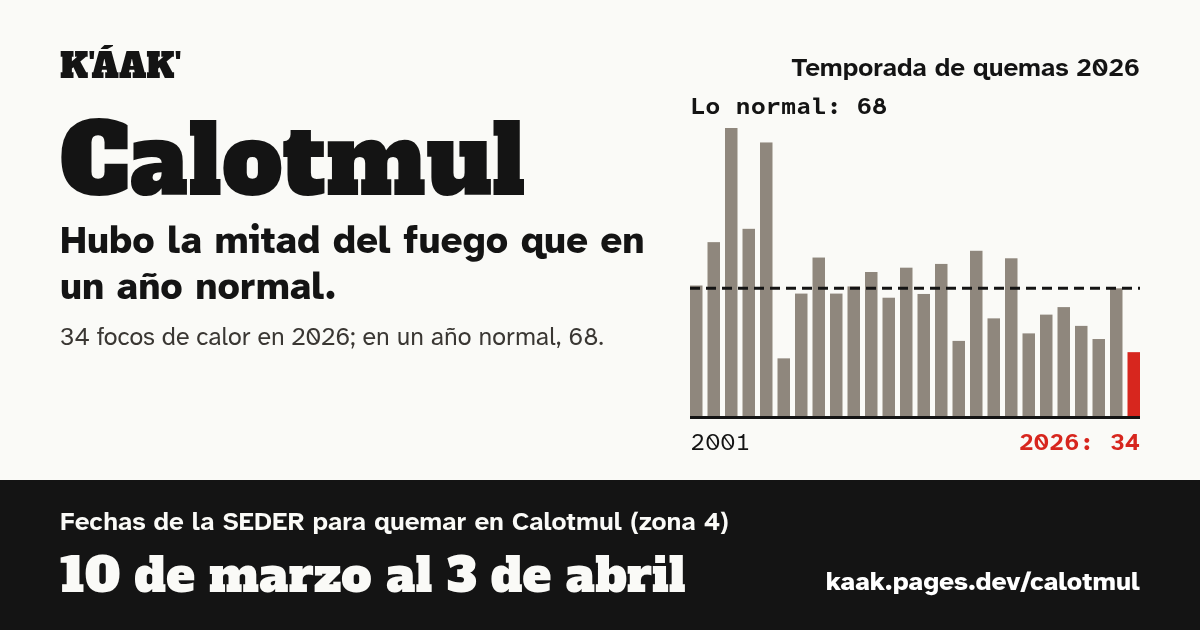 K'ÁAK'
Calotmul
Hubo la mitad del fuego que en
un año normal.
34 focos de calor en 2026; en un año normal, 68.
Temporada de quemas 2026
Lo normal: 68
2001
2026: 34
Fechas de la SEDER para quemar en Calotmul (zona 4)
10 de marzo al 3 de abril
kaak.pages.dev/calotmul